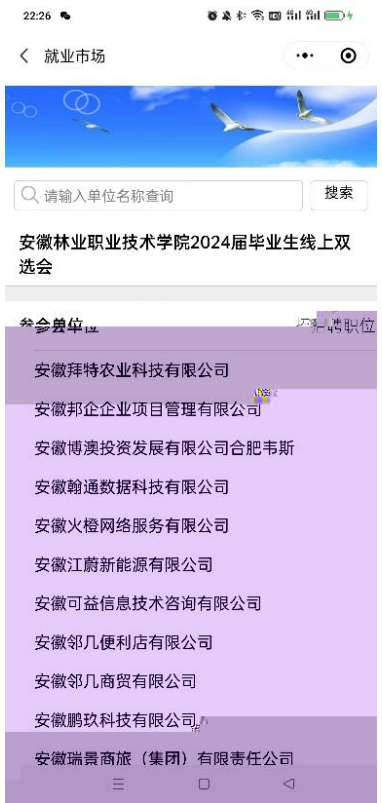 22:26
就业市场
请输入单位名称查询
搜索
安徽林业职业技术学院2024届毕业生线上双
选会
参会单位 招聘职位
安徽拜特农业科技有限公司
安徽邦企企业项目管理有限公司
安徽博澳投资发展有限公司合肥韦斯
安徽翰通数据科技有限公司
安徽火橙网络服务有限公司
安徽江蔚新能源有限公司
安徽可益信息技术咨询有限公司
安徽邻几便利店有限公司
安徽邻几商贸有限公司
安徽鹏玖科技有限公司
安徽瑞景商旅（集团）有限责任公司